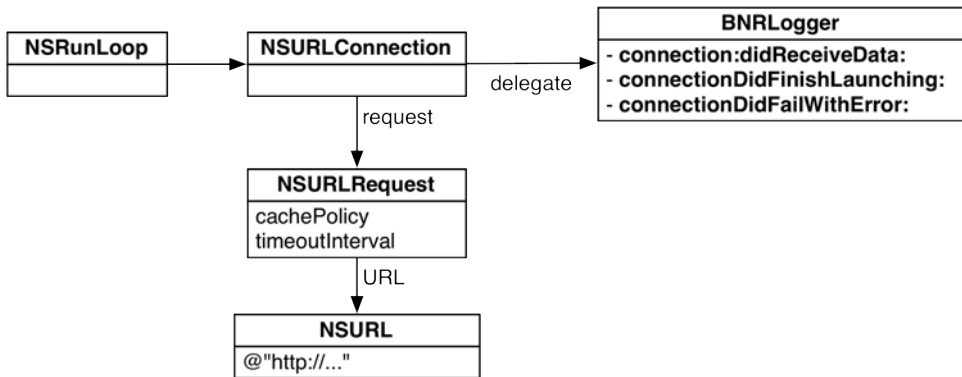 NSRunLoop
NSURLConnection
delegate
BNRLogger
- connection:didReceiveData:
- connectionDidFinishLaunching:
- connectionDidFailWithError:
request
NSURLRequest
cachePolicy
timeoutInterval
URL
NSURL
@"http://..."